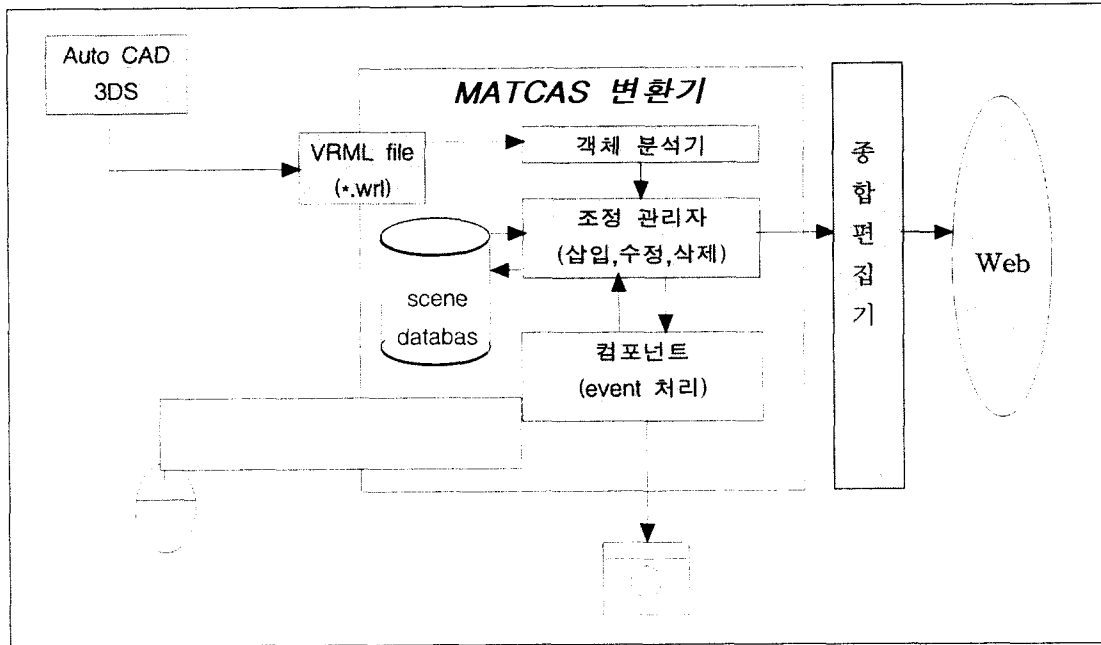 Auto CAD
3DS
MATCAS 변환기
VRML file
(*.wrl)
객체 분석기
조정 관리자
(삽입,수정,삭제)
scene
databas
컴포넌트
(event 처리)
종합편집기
Web